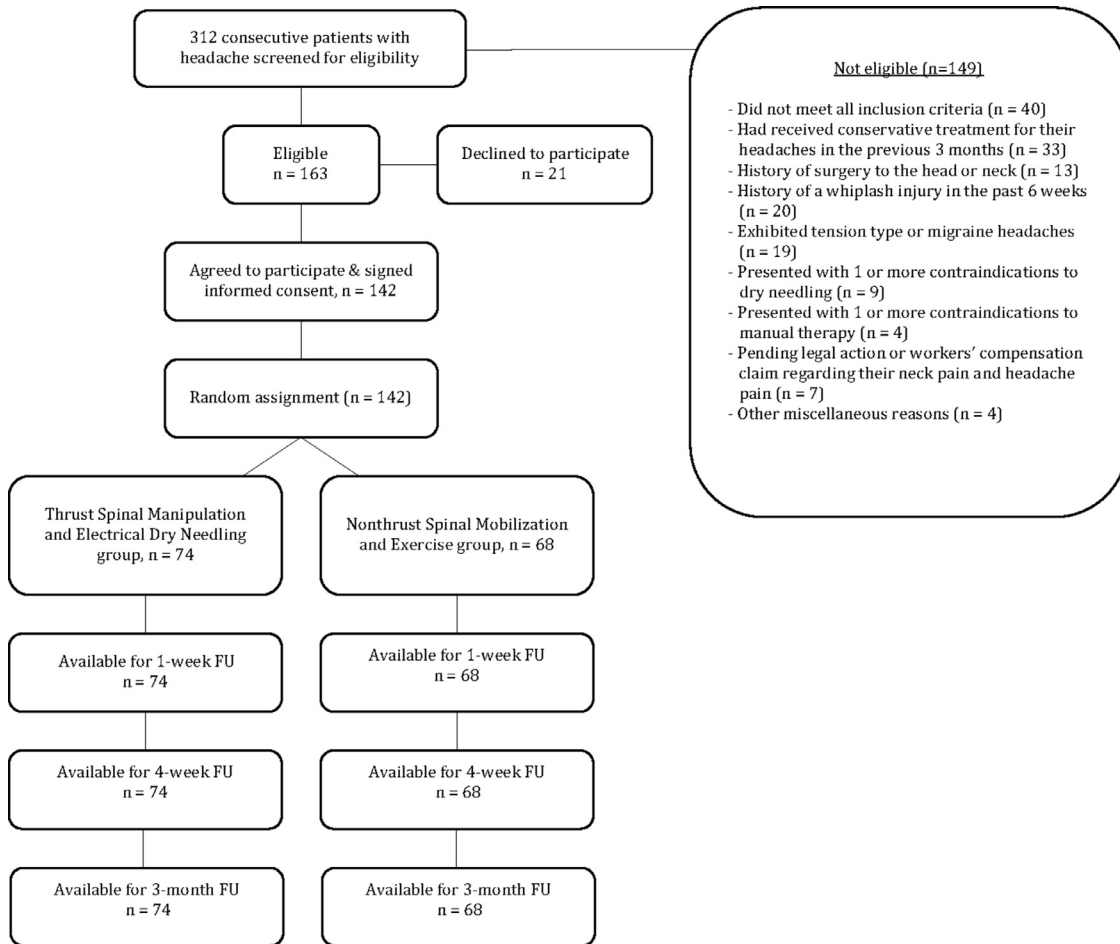 312 consecutive patients with
headache screened for eligibility
Not eligible (n=149)
- Did not meet all inclusion criteria (n = 40)
- Had received conservative treatment for their
headaches in the previous 3 months (n = 33)
- History of surgery to the head or neck (n = 13)
- History of a whiplash injury in the past 6 weeks
(n = 20)
- Exhibited tension type or migraine headaches
(n = 19)
- Presented with 1 or more contraindications to
dry needling (n = 9)
- Presented with 1 or more contraindications to
manual therapy (n = 4)
- Pending legal action or workers’ compensation
claim regarding their neck pain and headache
pain (n = 7)
- Other miscellaneous reasons (n = 4)
Eligible
n = 163
Declined to participate
n = 21
Agreed to participate & signed
informed consent, n = 142
Random assignment (n = 142)
Thrust Spinal Manipulation
and Electrical Dry Needling
group, n = 74
Nonthrust Spinal Mobilization
and Exercise group, n = 68
Available for 1-week FU
n = 74
Available for 1-week FU
n = 68
Available for 4-week FU
n = 74
Available for 4-week FU
n = 68
Available for 3-month FU
n = 74
Available for 3-month FU
n = 68